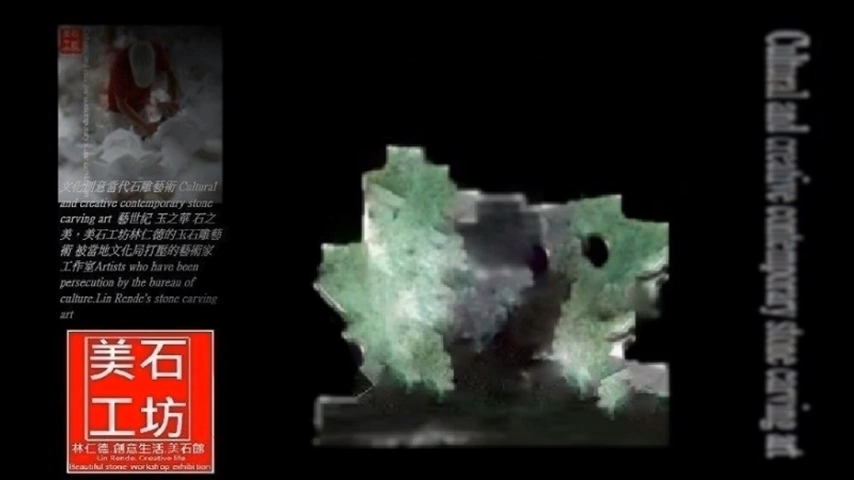 美石
工坊
文化創意當代石雕藝術 Cultural
and creative contemporary stone
carving art 藝世紀 玉之華 石之
美，美石工坊林仁德的玉石雕藝
術 被當地文化局打壓的藝術家
工作室Artists who have been
persecution by the bureau of
culture.Lin Rende's stone carving
art
美石
工坊
林仁德.創意生活.美石館
Lin Rende. Creative life
Beautiful stone workshop exhibition
Cultural and creative contemporary stone carving art